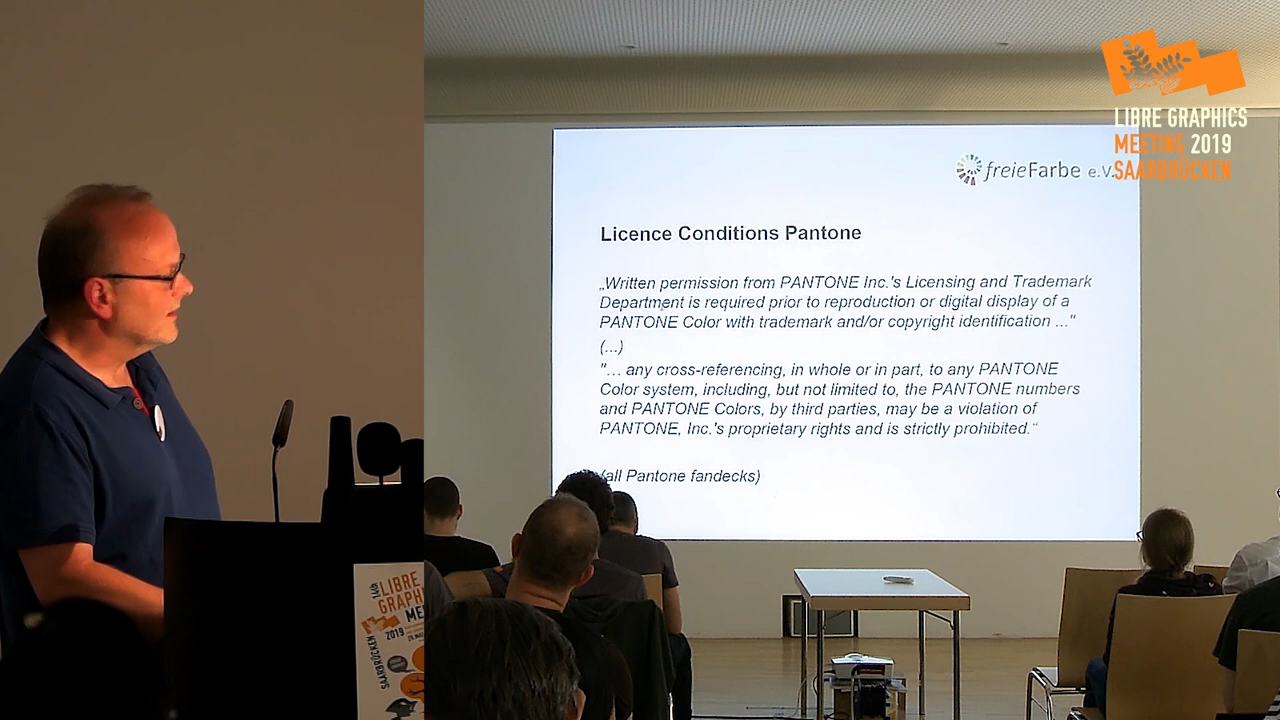 LIBRE GRAPHICS
MEETING 2019
SAARBRÜCKEN
freieFarbe e.V.
Licence Conditions Pantone
„Written permission from PANTONE Inc.'s Licensing and Trademark
Department is required prior to reproduction or digital display of a
PANTONE Color with trademark and/or copyright identification ..."
(...)
"... any cross-referencing, in whole or in part, to any PANTONE
Color system, including, but not limited to, the PANTONE numbers
and PANTONE Colors, by third parties, may be a violation of
PANTONE, Inc.'s proprietary rights and is strictly prohibited.“
(all Pantone fandecks)
LIBRE
GRAPH
ME
2019
SAARBRÜCKEN